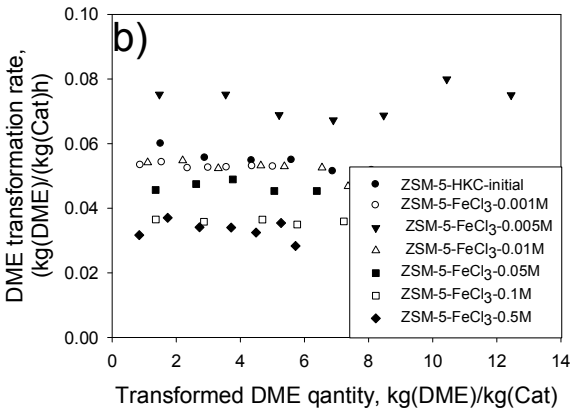 b)
DME transformation rate,
(kg(DME)/(kg(Cat)h)
0.10
0.08
0.06
0.04
0.02
0.00
ZSM-5-HKC-initial
ZSM-5-FeCl3-0.001M
ZSM-5-FeCl3-0.005M
ZSM-5-FeCl3-0.01M
ZSM-5-FeCl3-0.05M
ZSM-5-FeCl3-0.1M
ZSM-5-FeCl3-0.5M
0 2 4 6 8 10 12 14
Transformed DME qantity, kg(DME)/kg(Cat)